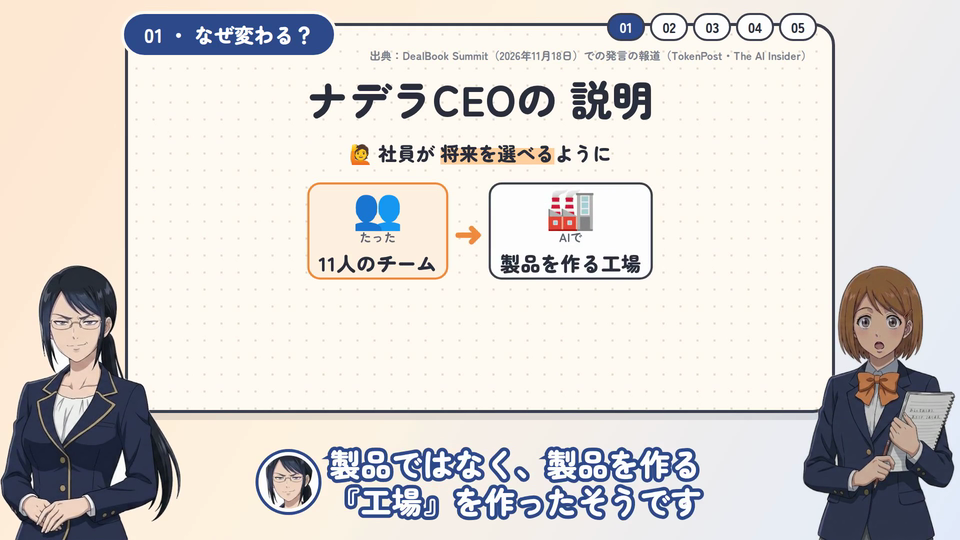 01 ・ なぜ変わる？
01 02 03 04 05
出典：DealBook Summit（2026年11月18日）での発言の報道（TokenPost・The AI Insider）
ナデラCEOの 説明
社員が 将来を選べるように
たった
11人のチーム
AIで
製品を作る工場
製品ではなく、製品を作る
『工場』を作ったそうです